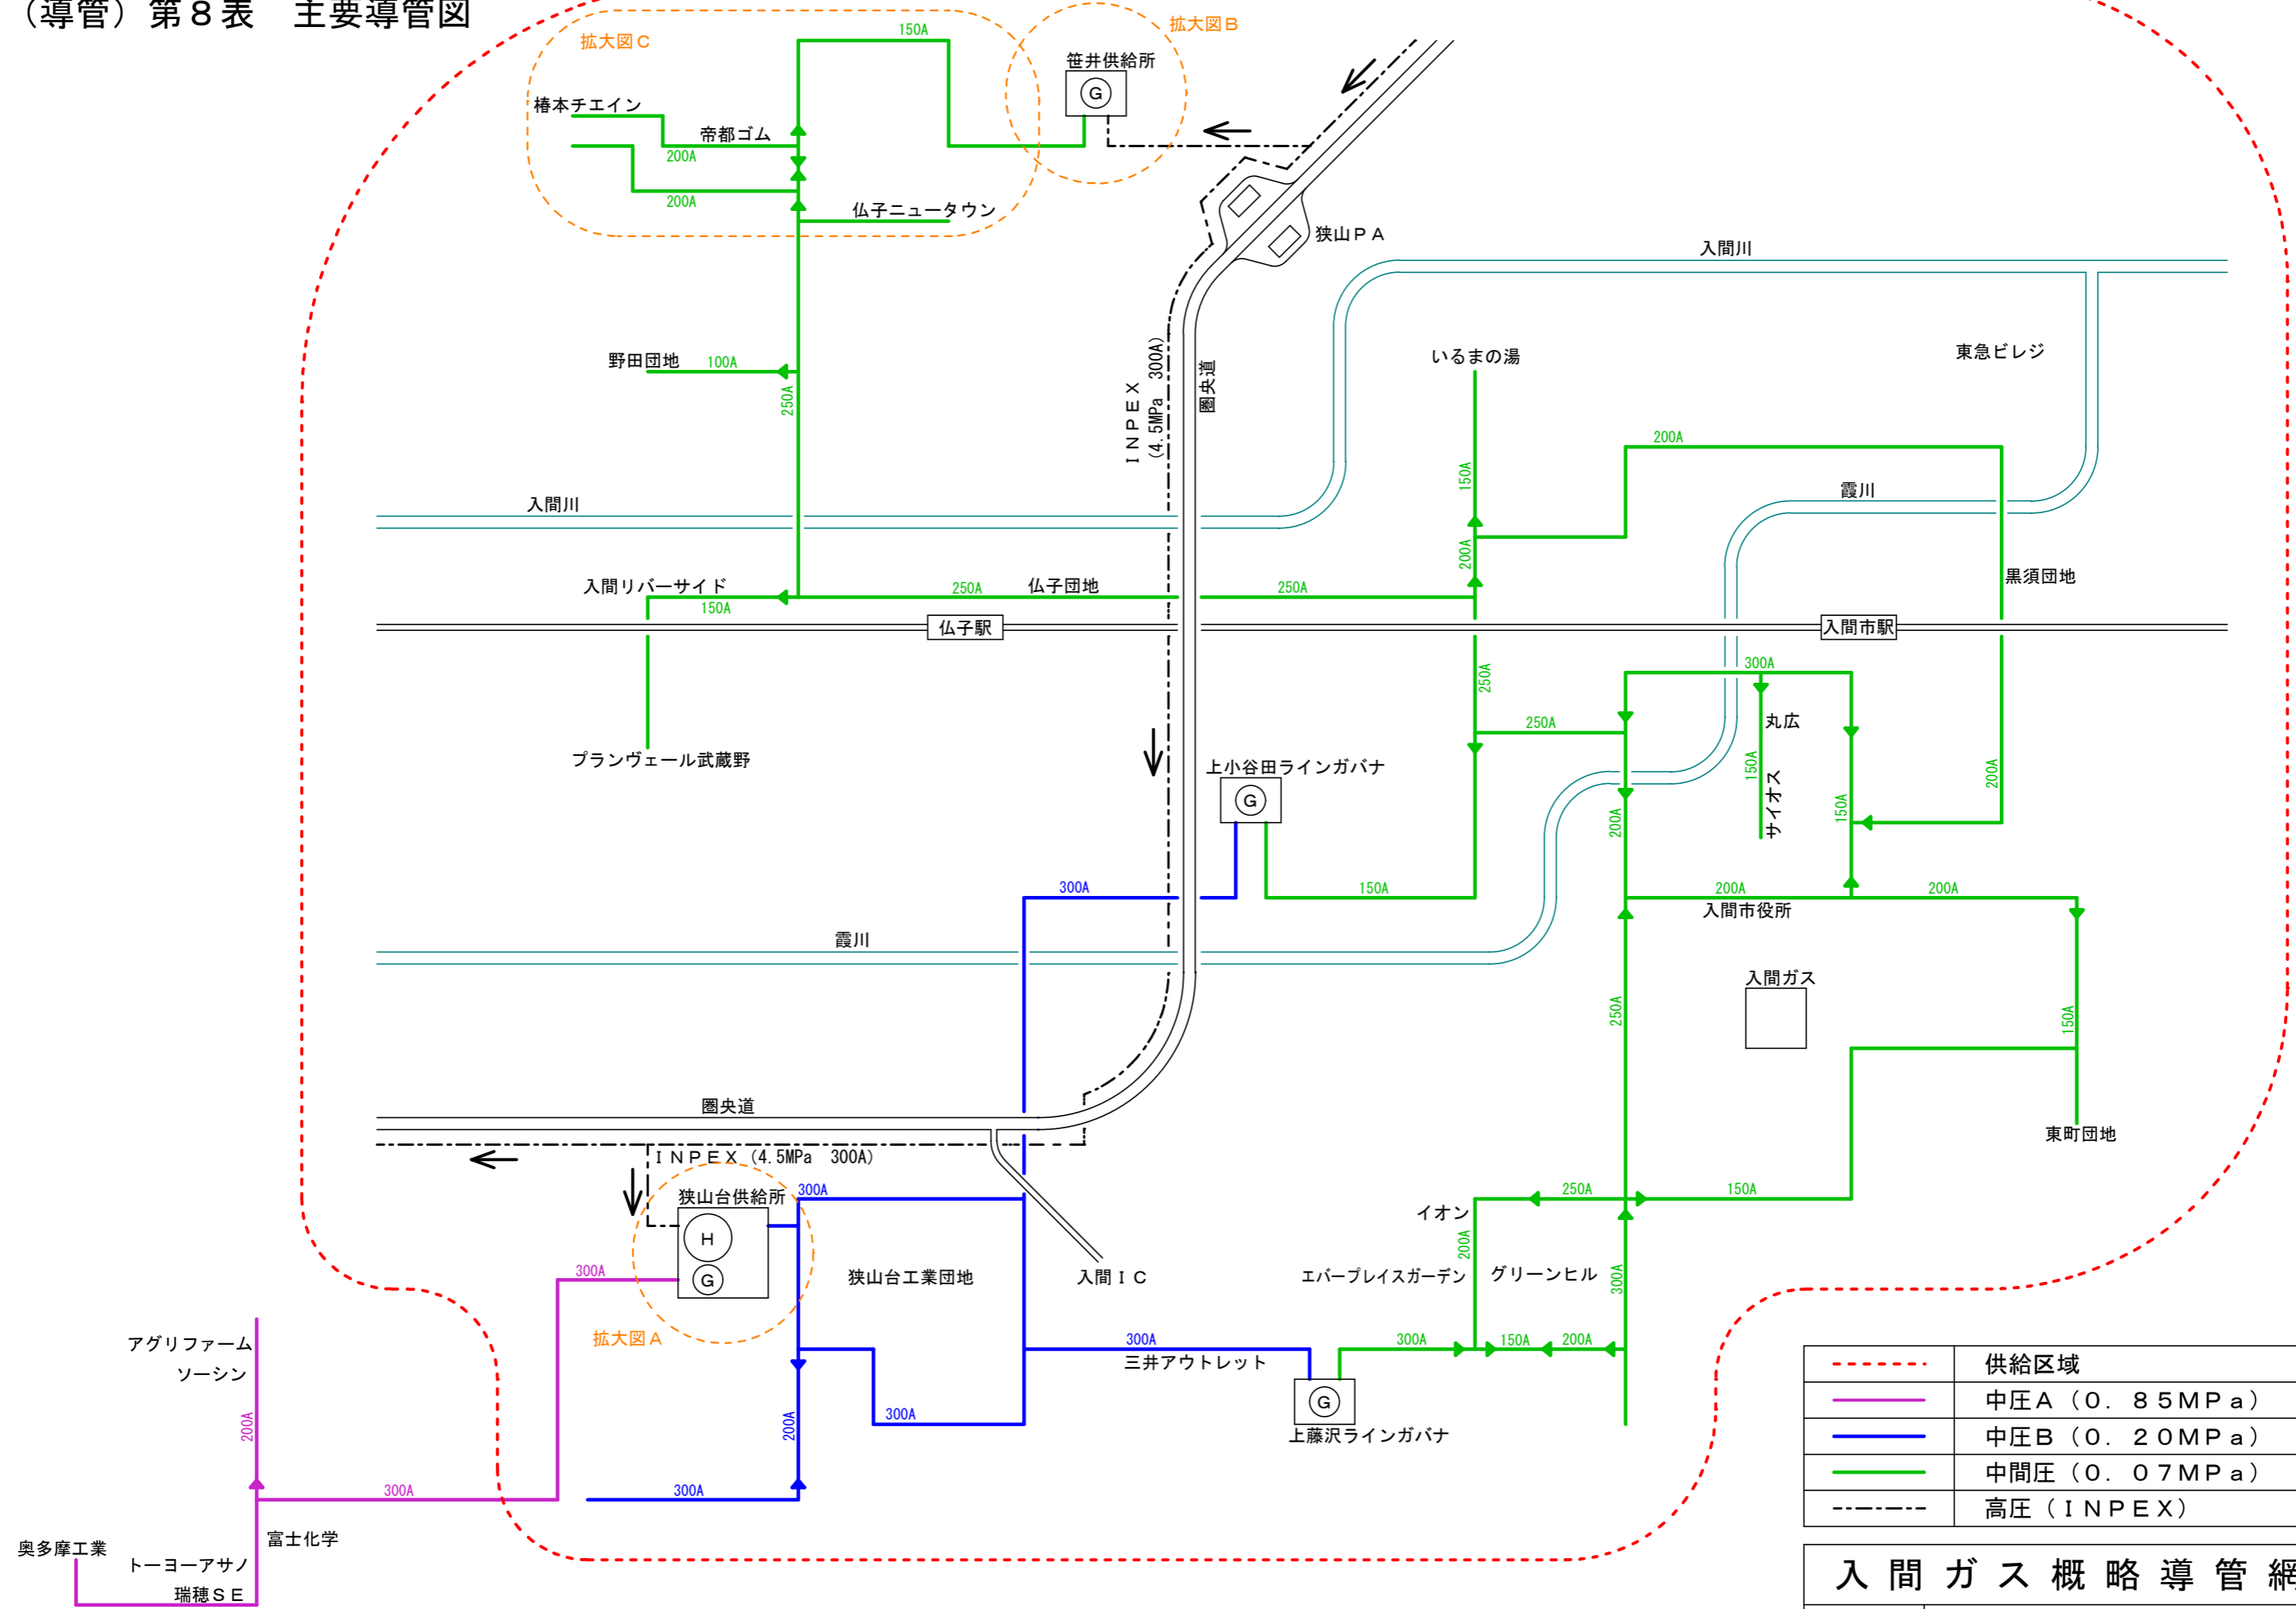 （導管）第８表　主要導管図
拡大図Ｃ
150A
拡大図Ｂ
笹井供給所
G
椿本チエイン
帝都ゴム
200A
200A
仏子ニュータウン
狭山ＰＡ
入間川
野田団地
100A
250A
ＩＮＰＥＸ
(4.5MPa　300A)
圏央道
いるまの湯
東急ビレジ
200A
150A
霞川
入間川
200A
入間リバーサイド
150A
250A
仏子団地
250A
黒須団地
仏子駅
入間市駅
250A
300A
250A
丸広
150A
サイオス
プランヴェール武蔵野
上小谷田ラインガバナ
G
200A
150A
200A
300A
150A
200A
200A
入間市役所
霞川
入間ガス
250A
150A
圏央道
東町団地
ＩＮＰＥＸ（4.5MPa　300A）
狭山台供給所
300A
250A
150A
イオン
H
G
200A
300A
狭山台工業団地
入間ＩＣ
エバープレイスガーデン
グリーンヒル
300A
拡大図Ａ
アグリファーム
ソーシン
300A
三井アウトレット
300A
150A
200A
G
上藤沢ラインガバナ
200A
200A
300A
300A
300A
富士化学
奥多摩工業
トーヨーアサノ
瑞穂ＳＥ
供給区域
中圧Ａ（０．８５ＭＰａ）
中圧Ｂ（０．２０ＭＰａ）
中間圧（０．０７ＭＰａ）
高圧（ＩＮＰＥＸ）
入間ガス概略導管網